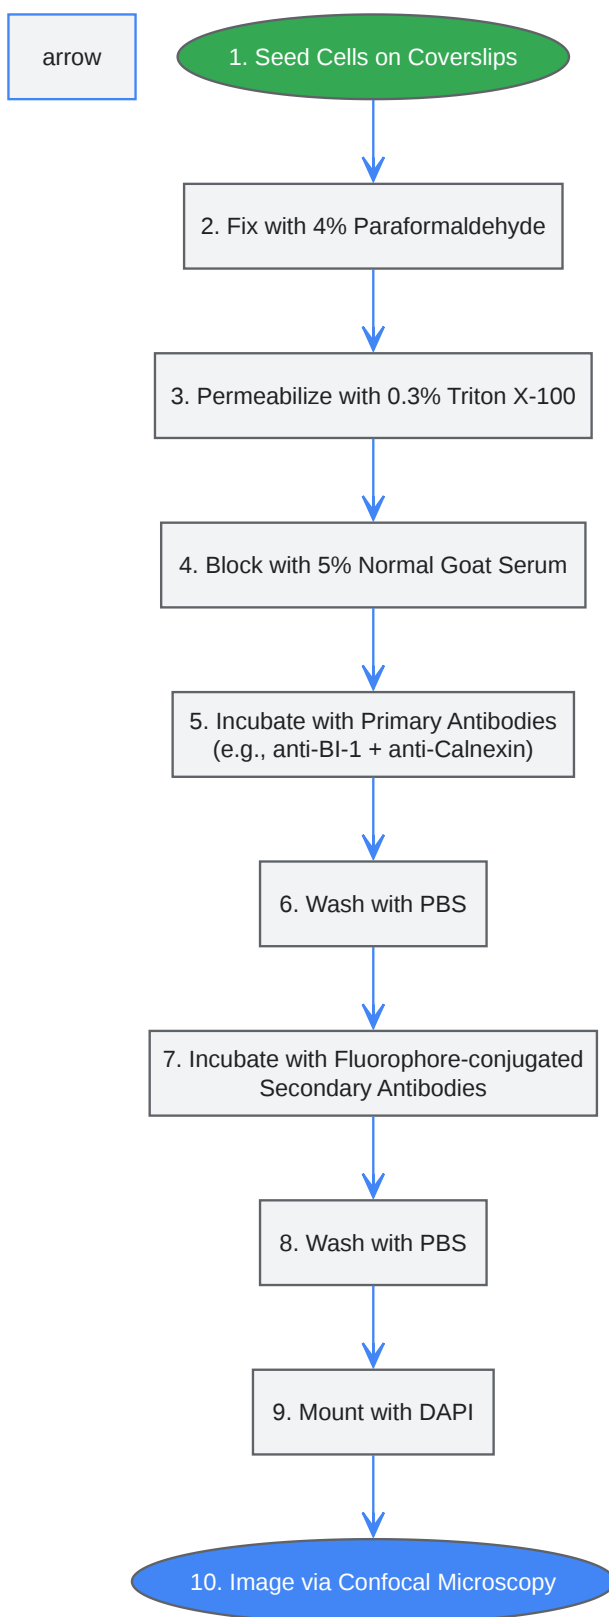 arrow
1. Seed Cells on Coverslips
2. Fix with 4% Paraformaldehyde
3. Permeabilize with 0.3% Triton X-100
4. Block with 5% Normal Goat Serum
5. Incubate with Primary Antibodies
(e.g., anti-BI-1 + anti-Calnexin)
6. Wash with PBS
7. Incubate with Fluorophore-conjugated
Secondary Antibodies
8. Wash with PBS
9. Mount with DAPI
10. Image via Confocal Microscopy